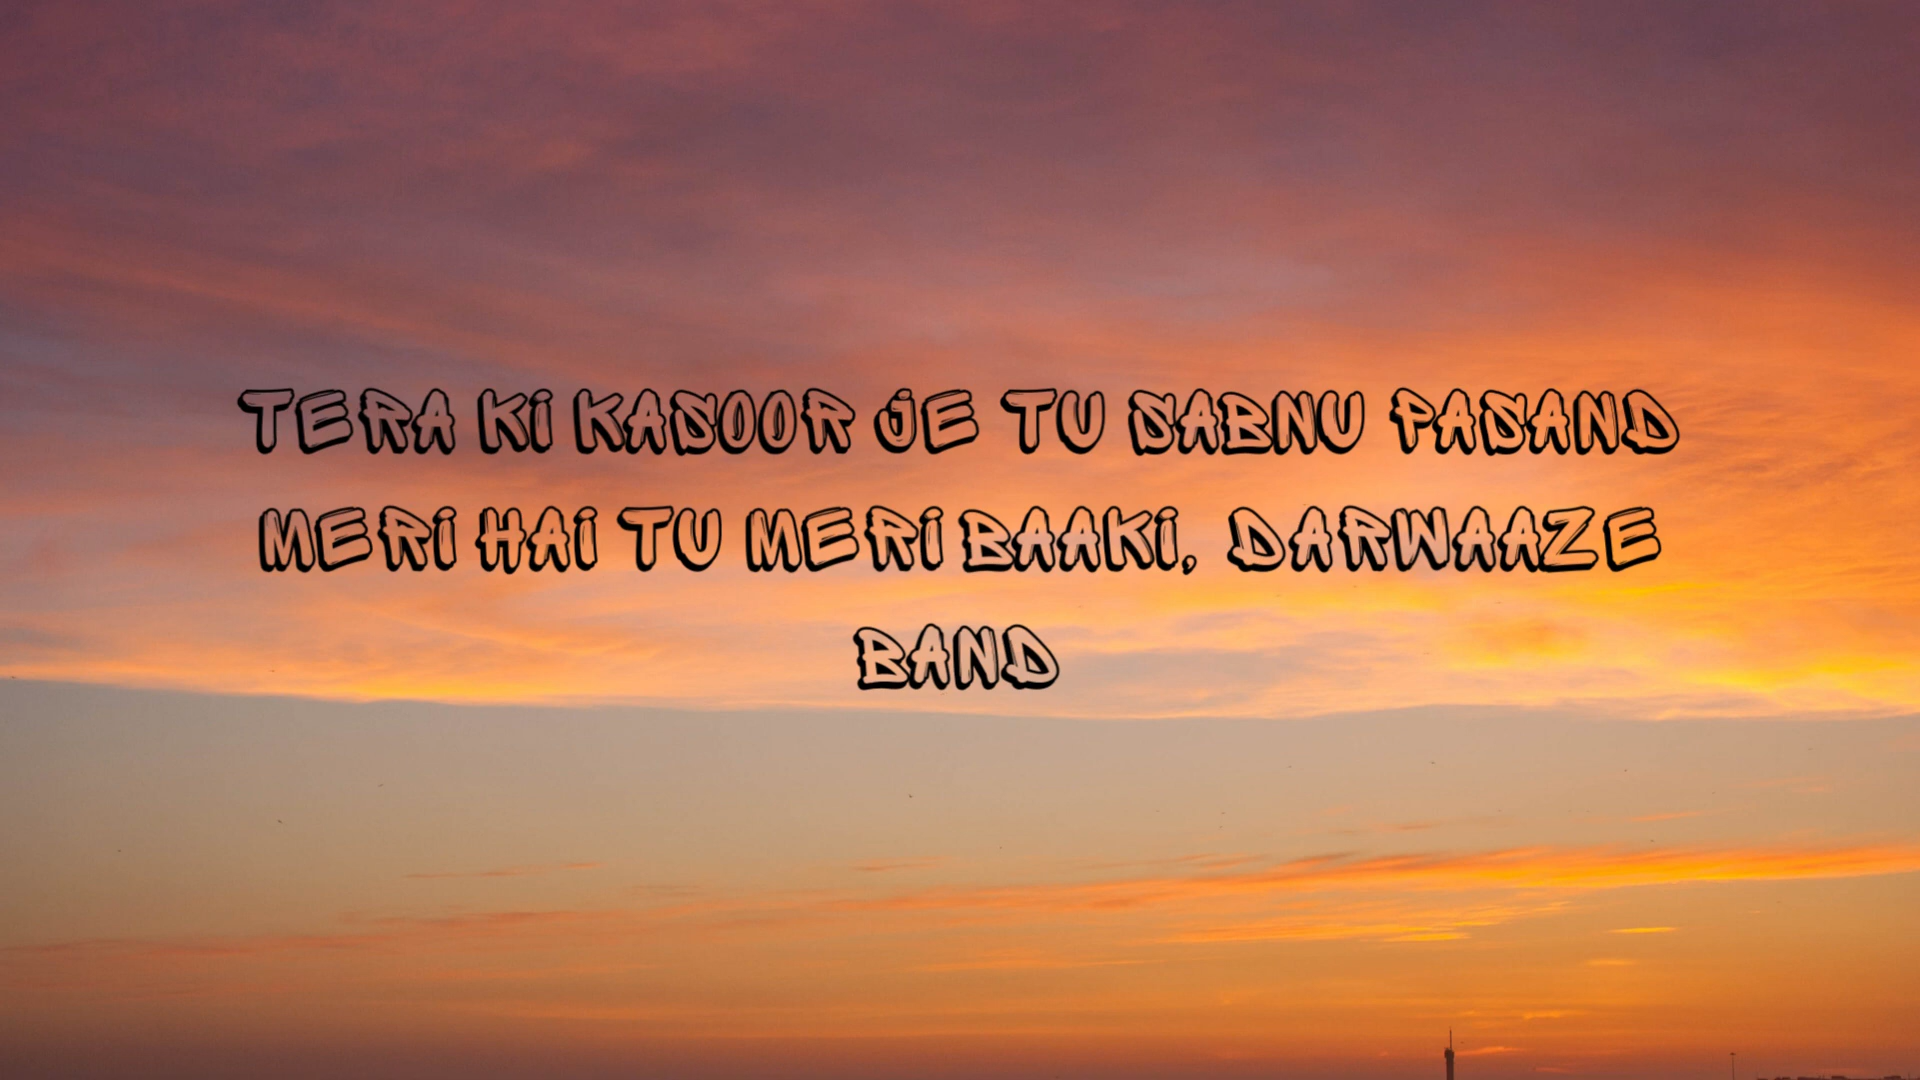 TERA Ki KASOOR JE TU SABNU PASAND
MERi HAi TU MERi BAAKi, DARWAAZE
BAND